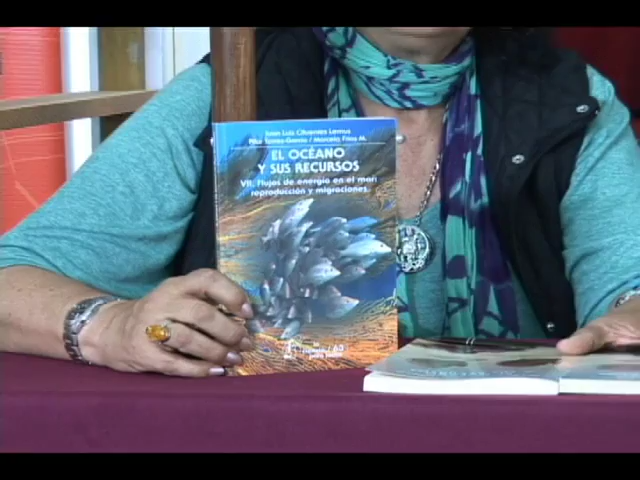 Juan Luis Cifuentes Lemus
Pilar Torres-García / Marcela Frías M.
EL OCÉANO
Y SUS RECURSOS
VII. Flujos de energía en el mar:
reproducción y migraciones